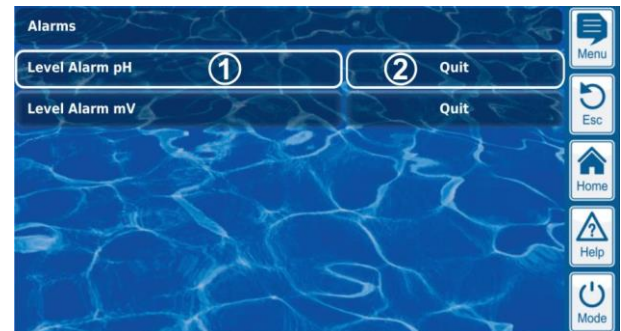 Alarms
Level Alarm pH ① ② Quit
Level Alarm mV Quit
Menu
Esc
Home
? Help
Mode